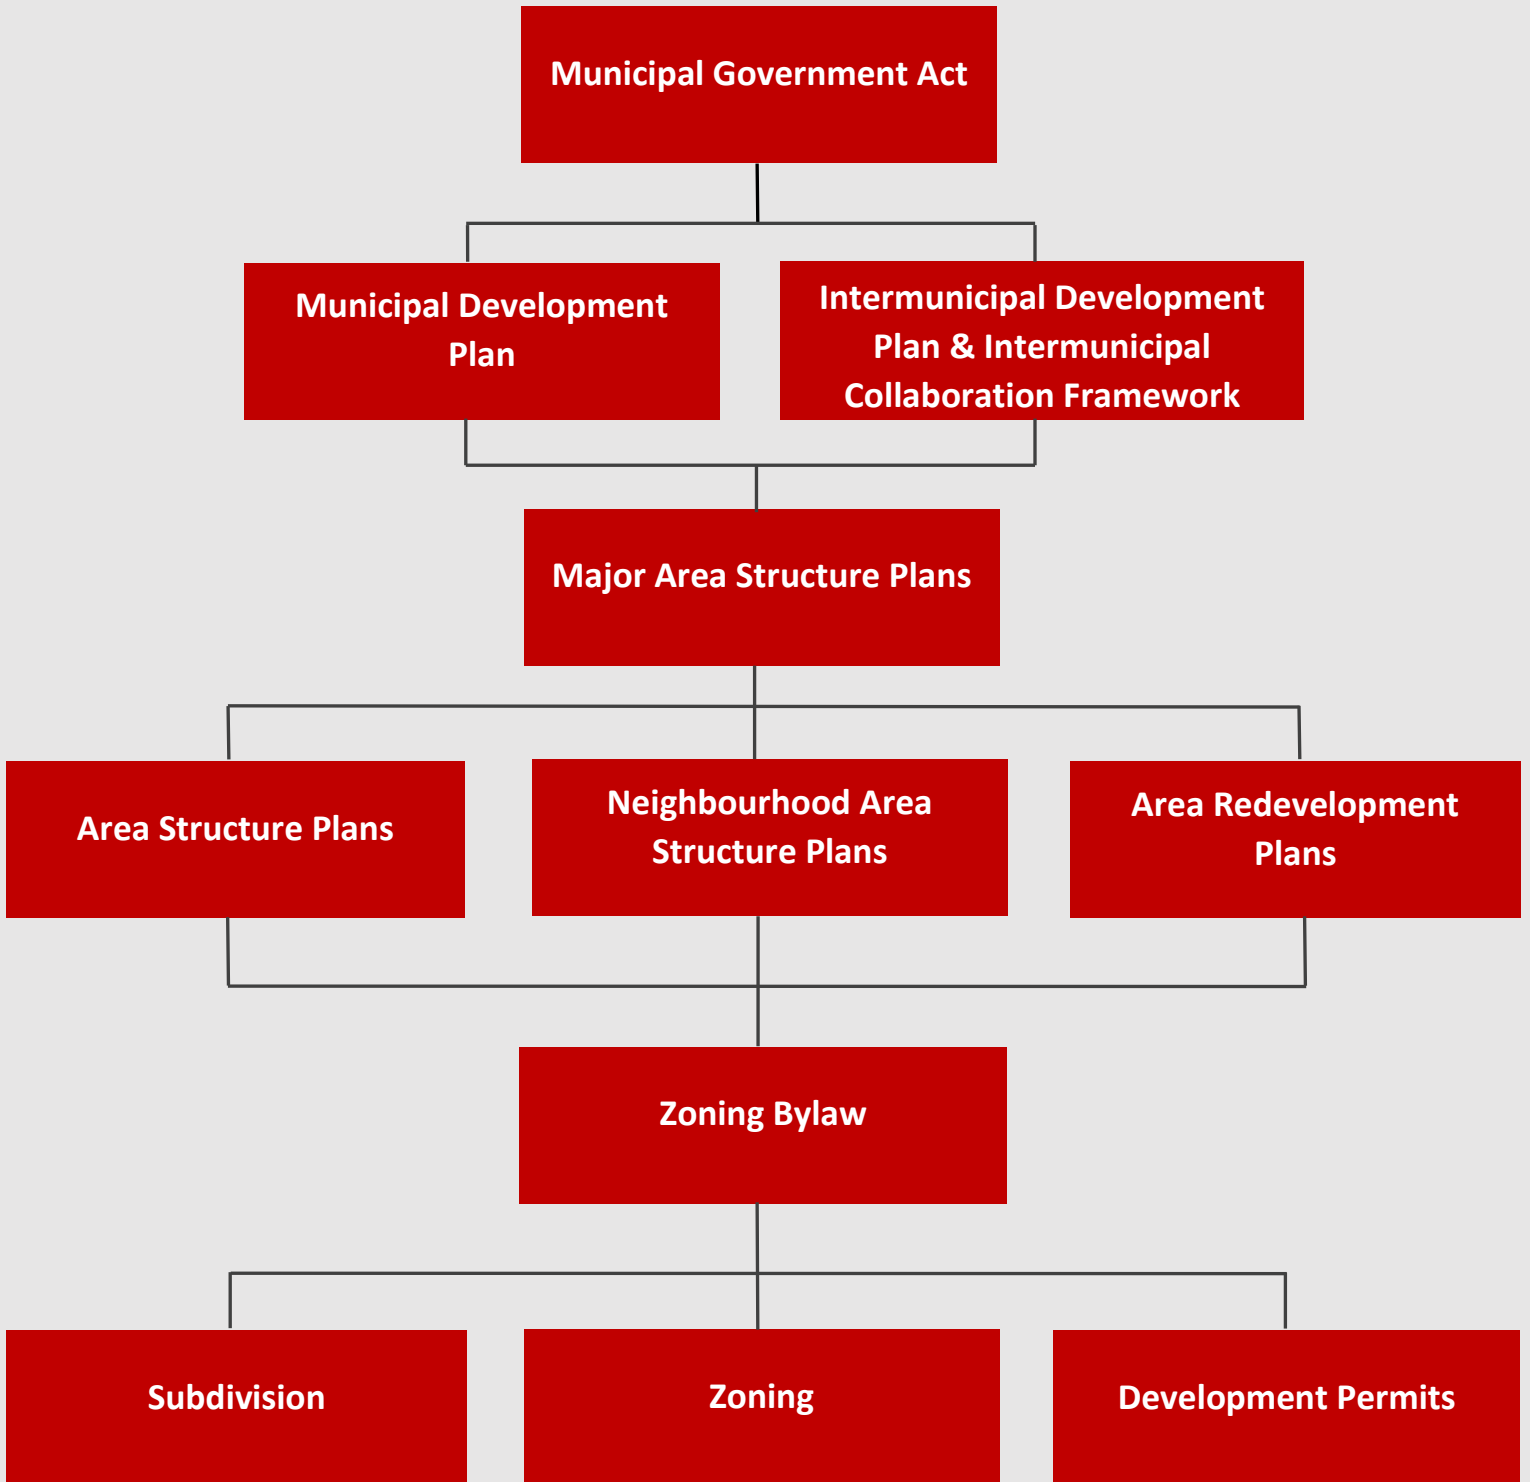 Municipal Government Act
Municipal Development
Plan
Intermunicipal Development
Plan & Intermunicipal
Collaboration Framework
Major Area Structure Plans
Area Structure Plans
Neighbourhood Area
Structure Plans
Area Redevelopment
Plans
Zoning Bylaw
Subdivision
Zoning
Development Permits